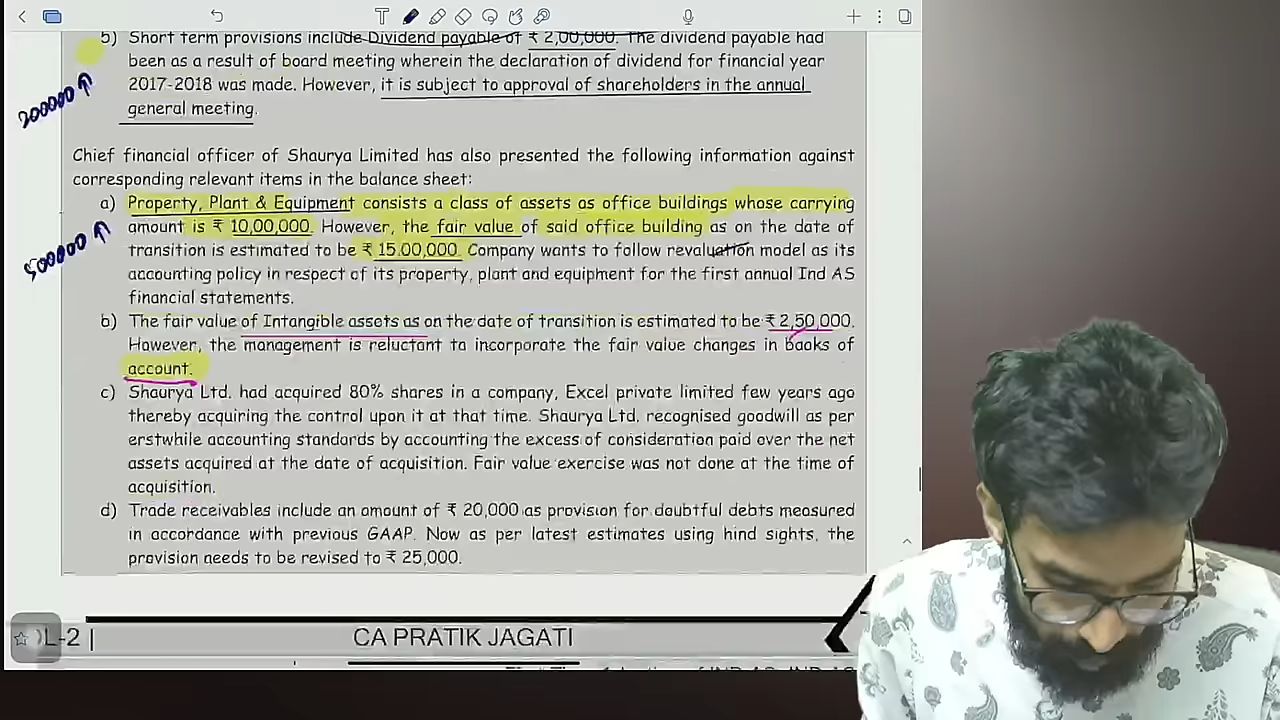 5) Short term provisions include Dividend payable of ₹ 2,00,000. The dividend payable had
been as a result of board meeting wherein the declaration of dividend for financial year
2017-2018 was made. However, it is subject to approval of shareholders in the annual
general meeting.
200000 ↑
Chief financial officer of Shaurya Limited has also presented the following information against
corresponding relevant items in the balance sheet:
a) Property, Plant & Equipment consists a class of assets as office buildings whose carrying
amount is ₹ 10,00,000. However, the fair value of said office building as on the date of
transition is estimated to be ₹ 15,00,000. Company wants to follow revaluation model as its
accounting policy in respect of its property, plant and equipment for the first annual Ind AS
financial statements.
500000 ↑
b) The fair value of Intangible assets as on the date of transition is estimated to be ₹ 2,50,000.
However, the management is reluctant to incorporate the fair value changes in books of
account.
c) Shaurya Ltd. had acquired 80% shares in a company, Excel private limited few years ago
thereby acquiring the control upon it at that time. Shaurya Ltd. recognised goodwill as per
erstwhile accounting standards by accounting the excess of consideration paid over the net
assets acquired at the date of acquisition. Fair value exercise was not done at the time of
acquisition.
d) Trade receivables include an amount of ₹ 20,000 as provision for doubtful debts measured
in accordance with previous GAAP. Now as per latest estimates using hind sights, the
provision needs to be revised to ₹ 25,000.
L-2 | CA PRATIK JAGATI